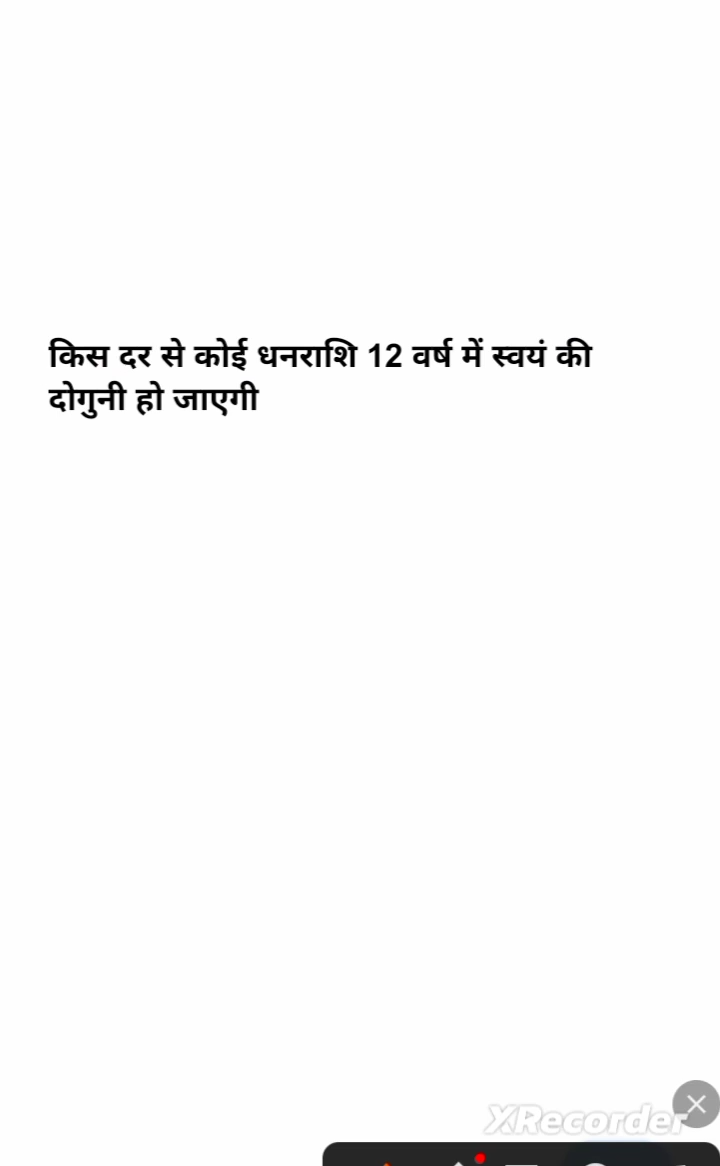 किस दर से कोई धनराशि 12 वर्ष में स्वयं की
दोगुनी हो जाएगी
XRecorder